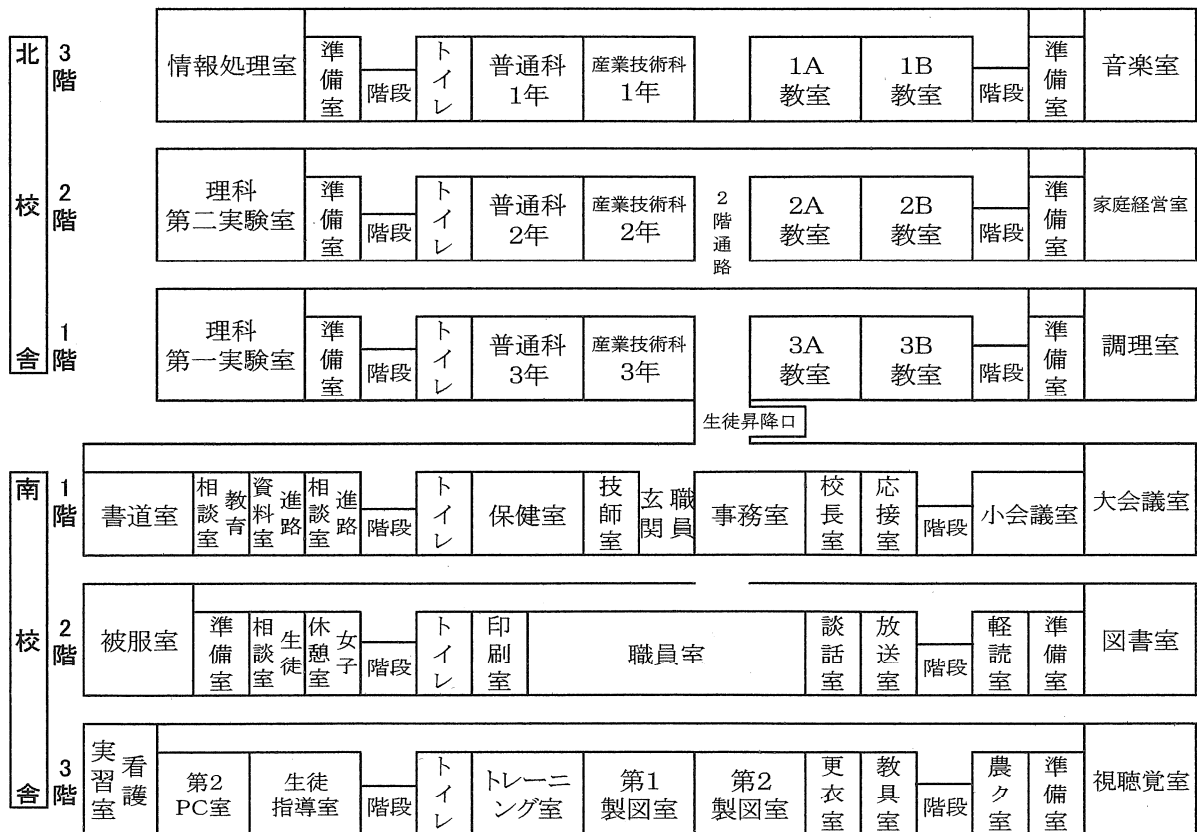 北校舎
3階
情報処理室
準備室
階段
トイレ
普通科
1年
産業技術科
1年
1A
教室
1B
教室
階段
準備室
音楽室
2階
理科
第二実験室
準備室
階段
トイレ
普通科
2年
産業技術科
2年
2階通路
2A
教室
2B
教室
階段
準備室
家庭経営室
1階
理科
第一実験室
準備室
階段
トイレ
普通科
3年
産業技術科
3年
3A
教室
3B
教室
階段
準備室
調理室
生徒昇降口
南校舎
1階
書道室
教育
相談室
進路
資料室
進路
相談室
階段
トイレ
保健室
技師室
職員
玄関
事務室
校長室
応接室
階段
小会議室
大会議室
2階
被服室
準備室
生徒
相談室
女子
休憩室
階段
トイレ
印刷室
職員室
談話室
放送室
階段
軽読室
準備室
図書室
3階
看護
実習室
第2
PC室
生徒
指導室
階段
トイレ
トレーニ
ング室
第1
製図室
第2
製図室
更衣室
教具室
階段
農ク室
準備室
視聴覚室